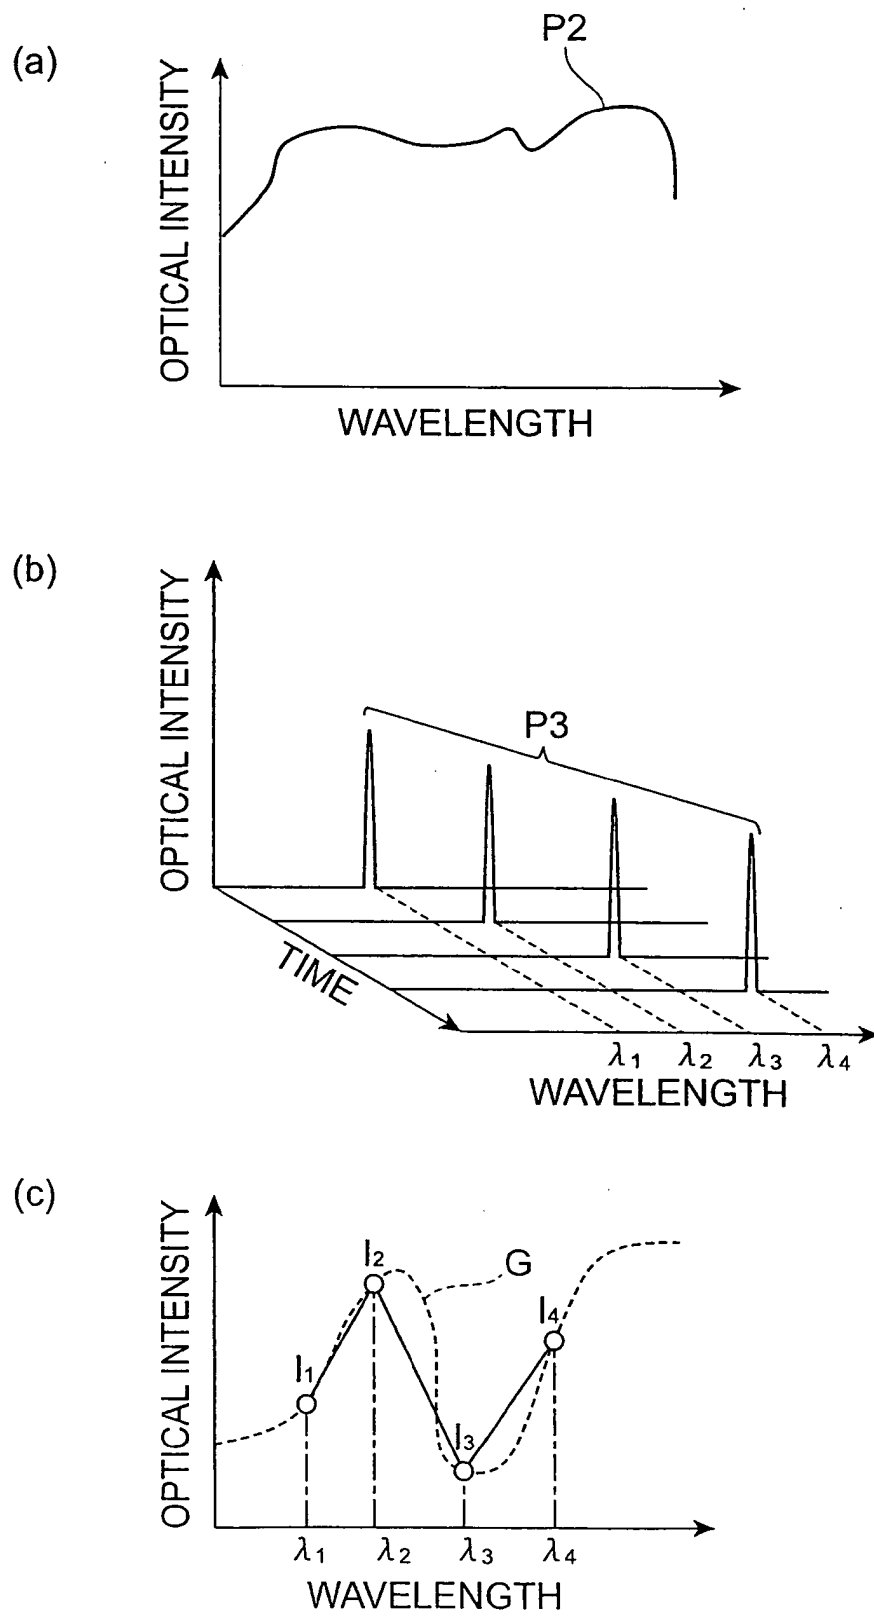 (a)
P2
OPTICAL INTENSITY
WAVELENGTH
(b)
OPTICAL INTENSITY
P3
TIME
λ1 λ2 λ3 λ4
WAVELENGTH
(c)
OPTICAL INTENSITY
I2
G
I4
I1
I3
λ1 λ2 λ3 λ4
WAVELENGTH